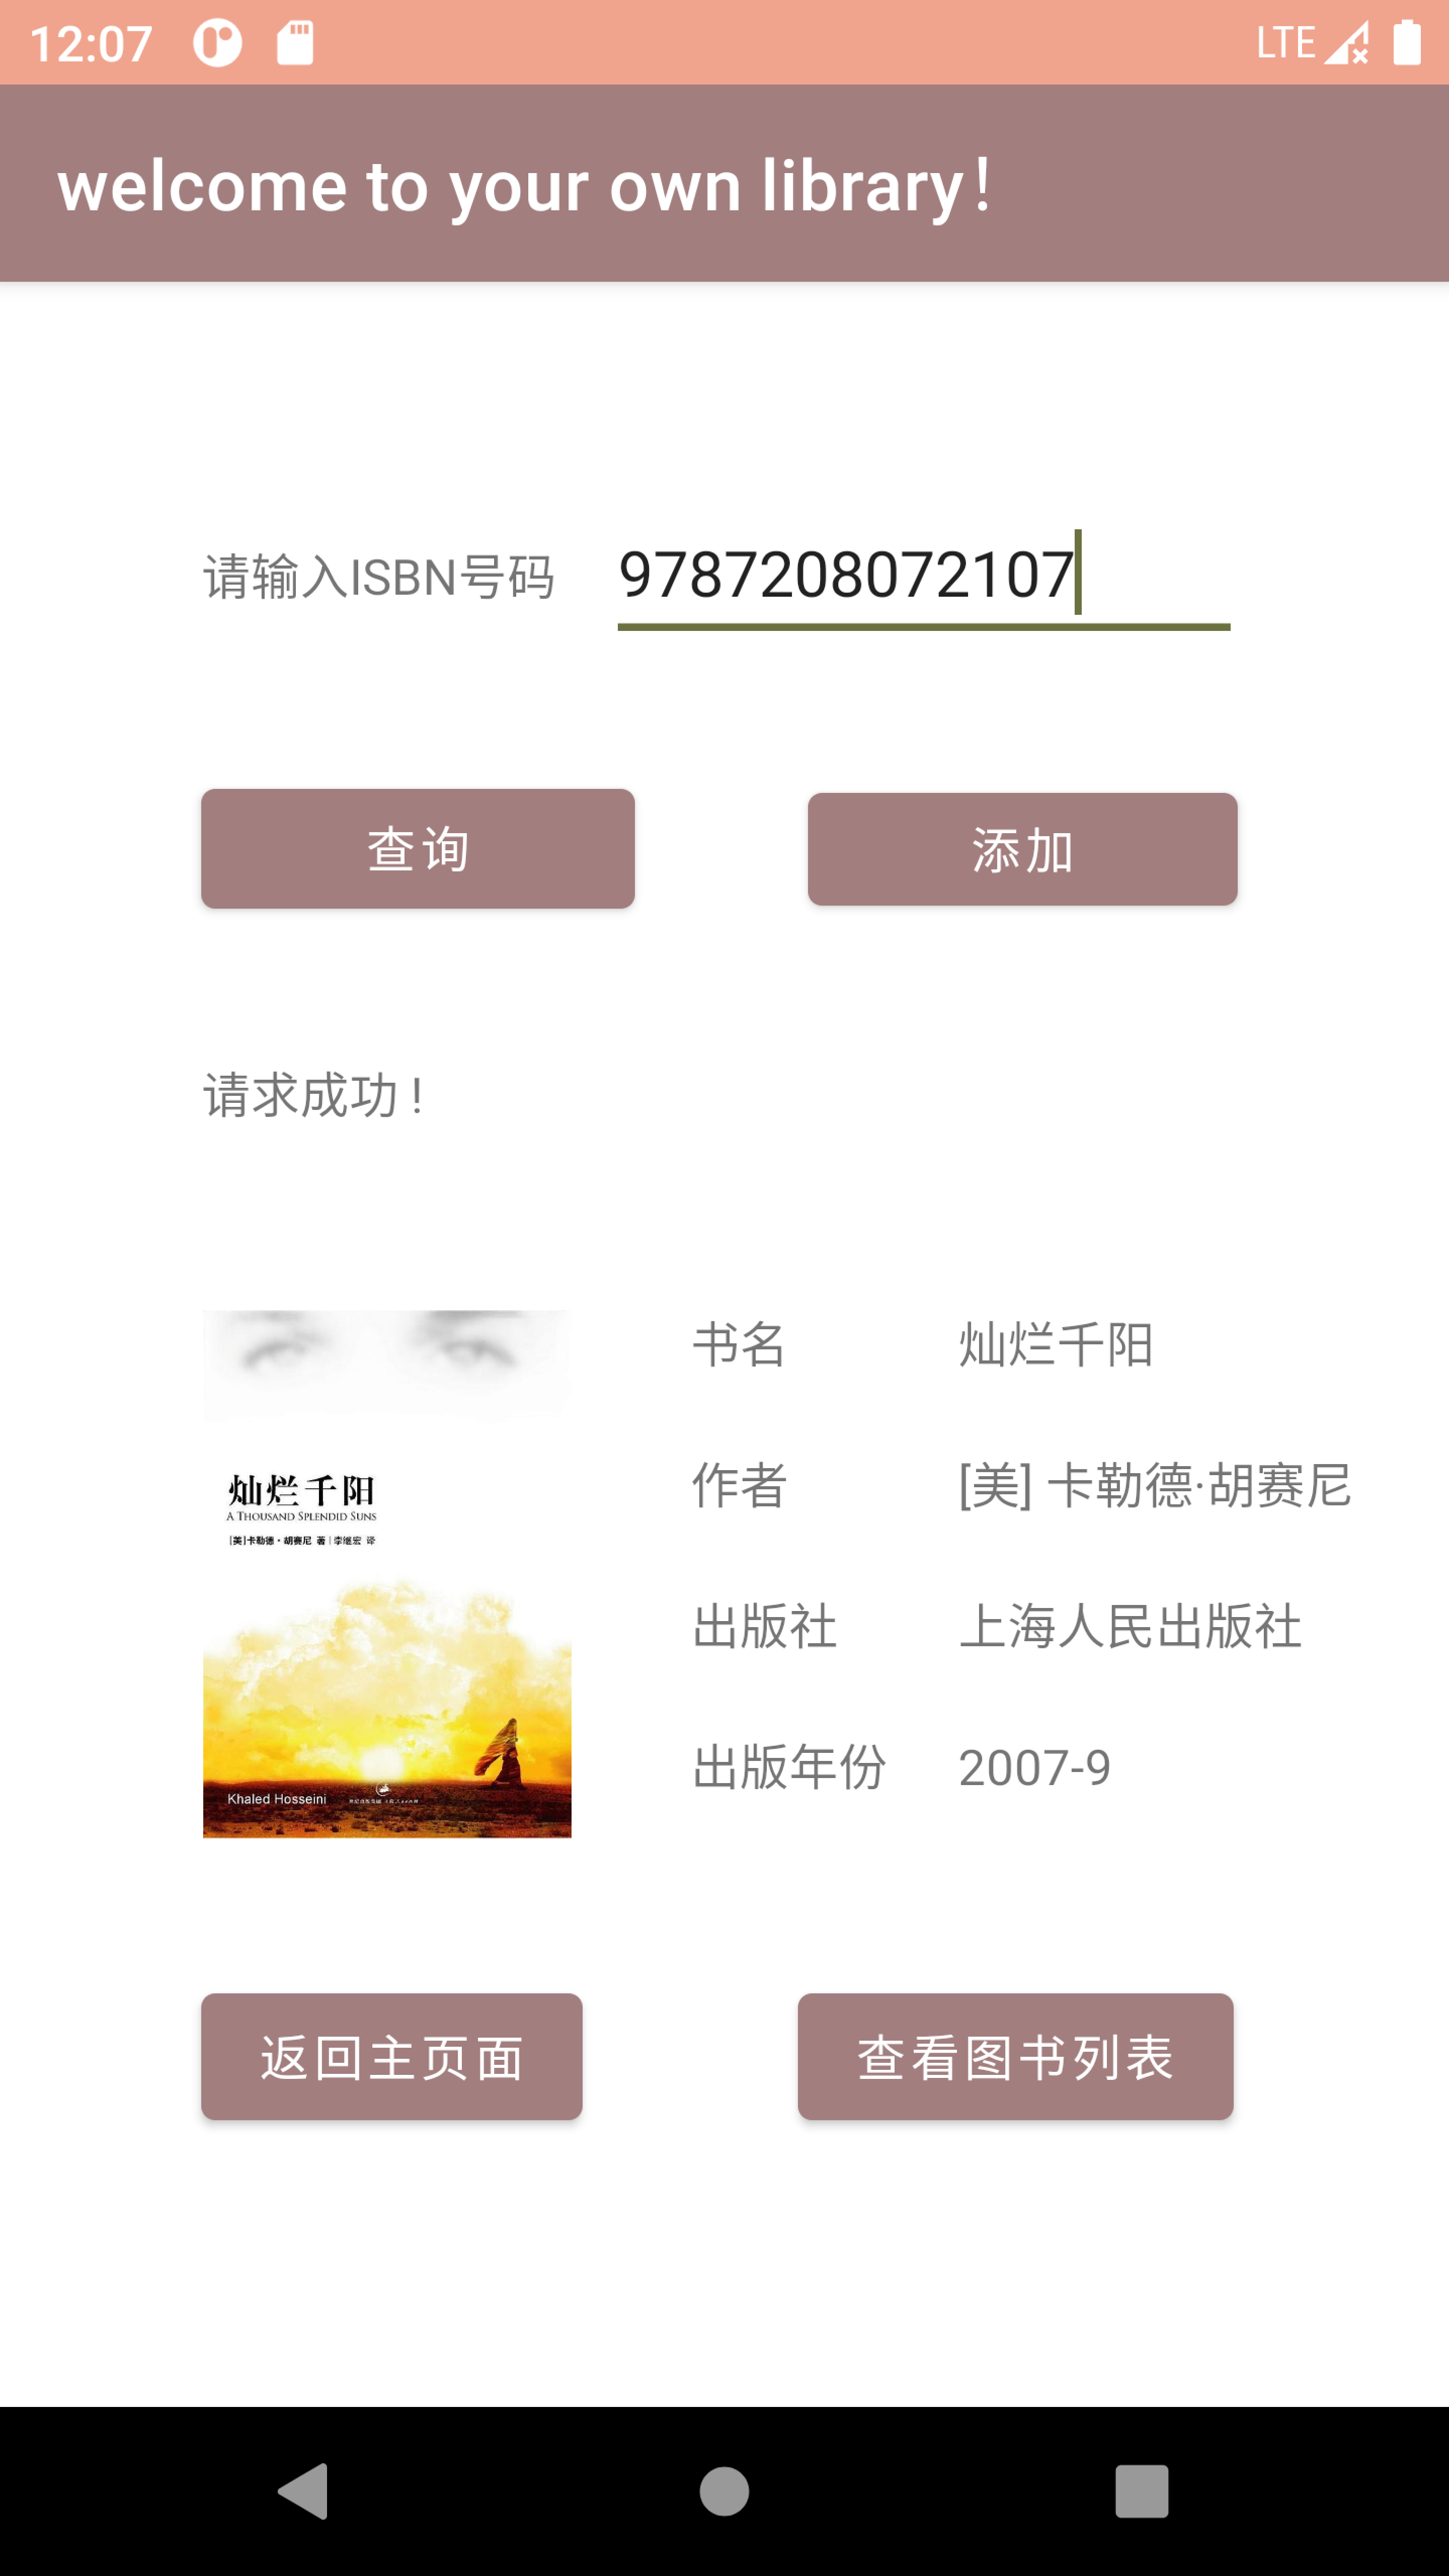 12:07
LTE
welcome to your own library！
请输入ISBN号码
9787208072107
查询
添加
请求成功！
书名
灿烂千阳
作者
[美] 卡勒德·胡赛尼
出版社
上海人民出版社
出版年份
2007-9
灿烂千阳
A THOUSAND SPLENDID SUNS
[美]卡勒德·胡赛尼 著 | 李继宏 译
Khaled Hosseini
返回主页面
查看图书列表